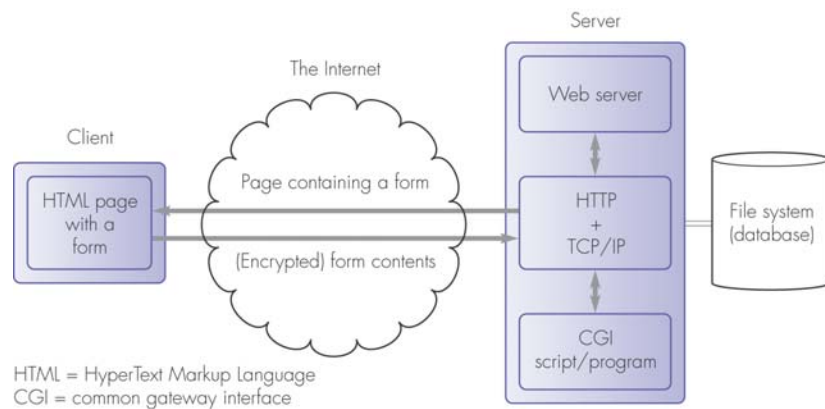 Server
The Internet
Web server
Client
Page containing a form
HTML page
with a
form
HTTP
+
TCP/IP
File system
(database)
(Encrypted) form contents
CGI
script/program
HTML = HyperText Markup Language
CGI = common gateway interface